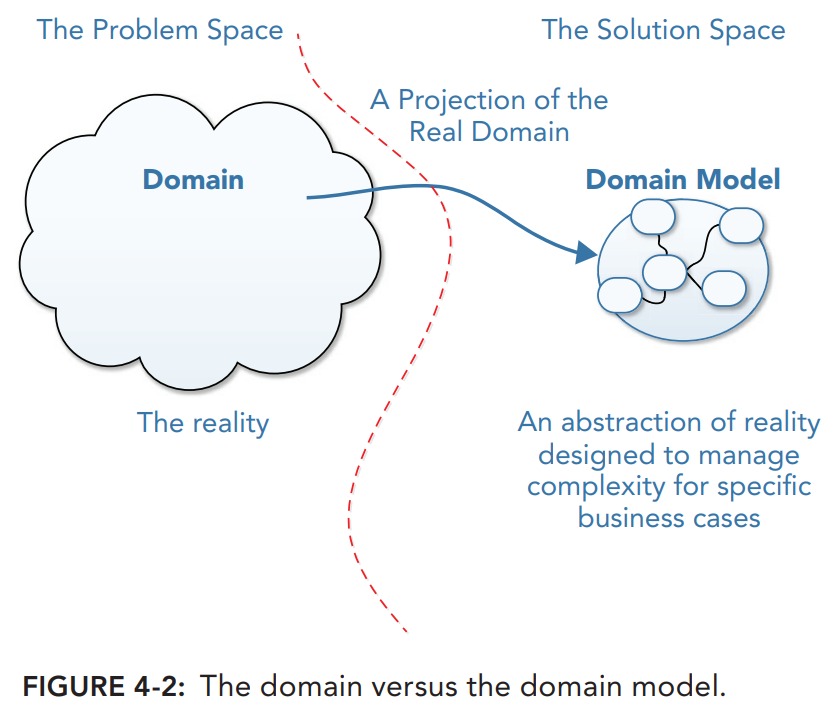 The Problem Space
The Solution Space
A Projection of the
Real Domain
Domain
Domain Model
The reality
An abstraction of reality
designed to manage
complexity for specific
business cases
FIGURE 4-2: The domain versus the domain model.